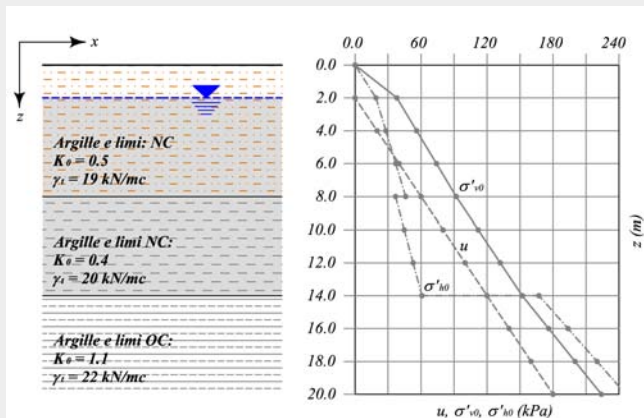 x
z
Argille e limi: NC
K₀ = 0.5
γₜ = 19 kN/mc
Argille e limi NC:
K₀ = 0.4
γₜ = 20 kN/mc
Argille e limi OC:
K₀ = 1.1
γₜ = 22 kN/mc
0.0 60 120 180 240
0.0
2.0
4.0
6.0
8.0
10.0
12.0
14.0
16.0
18.0
20.0
σ'v0
u
σ'h0
z (m)
u, σ'v0, σ'h0 (kPa)